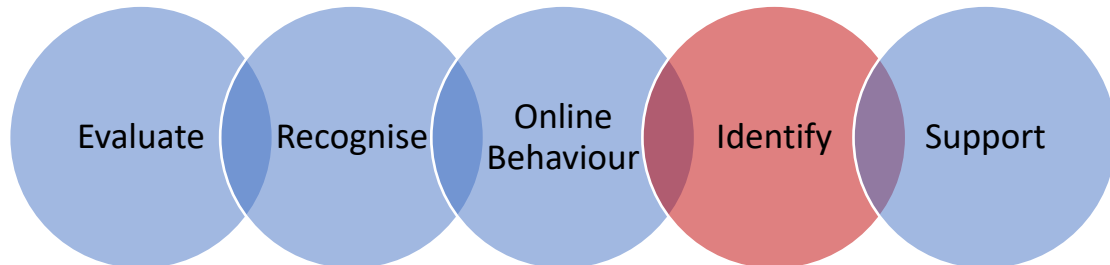 Evaluate
Recognise
Online
Behaviour
Identify
Support